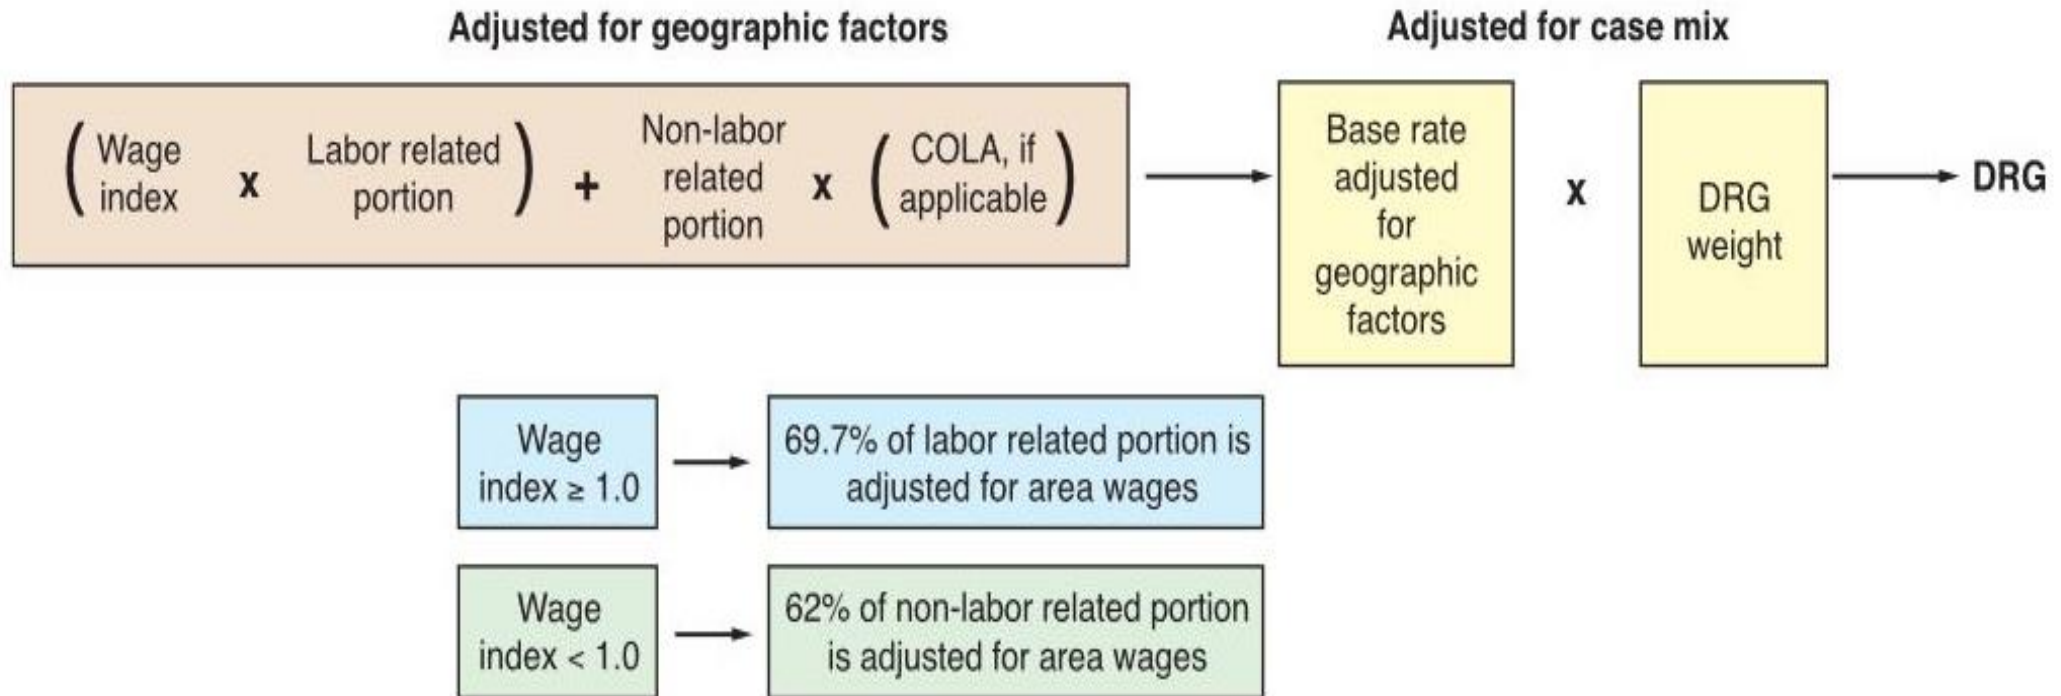 Adjusted for geographic factors
Adjusted for case mix
( Wage index x Labor related portion ) + Non-labor related portion x ( COLA, if applicable )
Base rate
adjusted
for
geographic
factors
x
DRG
weight
DRG
Wage
index ≥ 1.0
69.7% of labor related portion is
adjusted for area wages
Wage
index < 1.0
62% of non-labor related portion
is adjusted for area wages